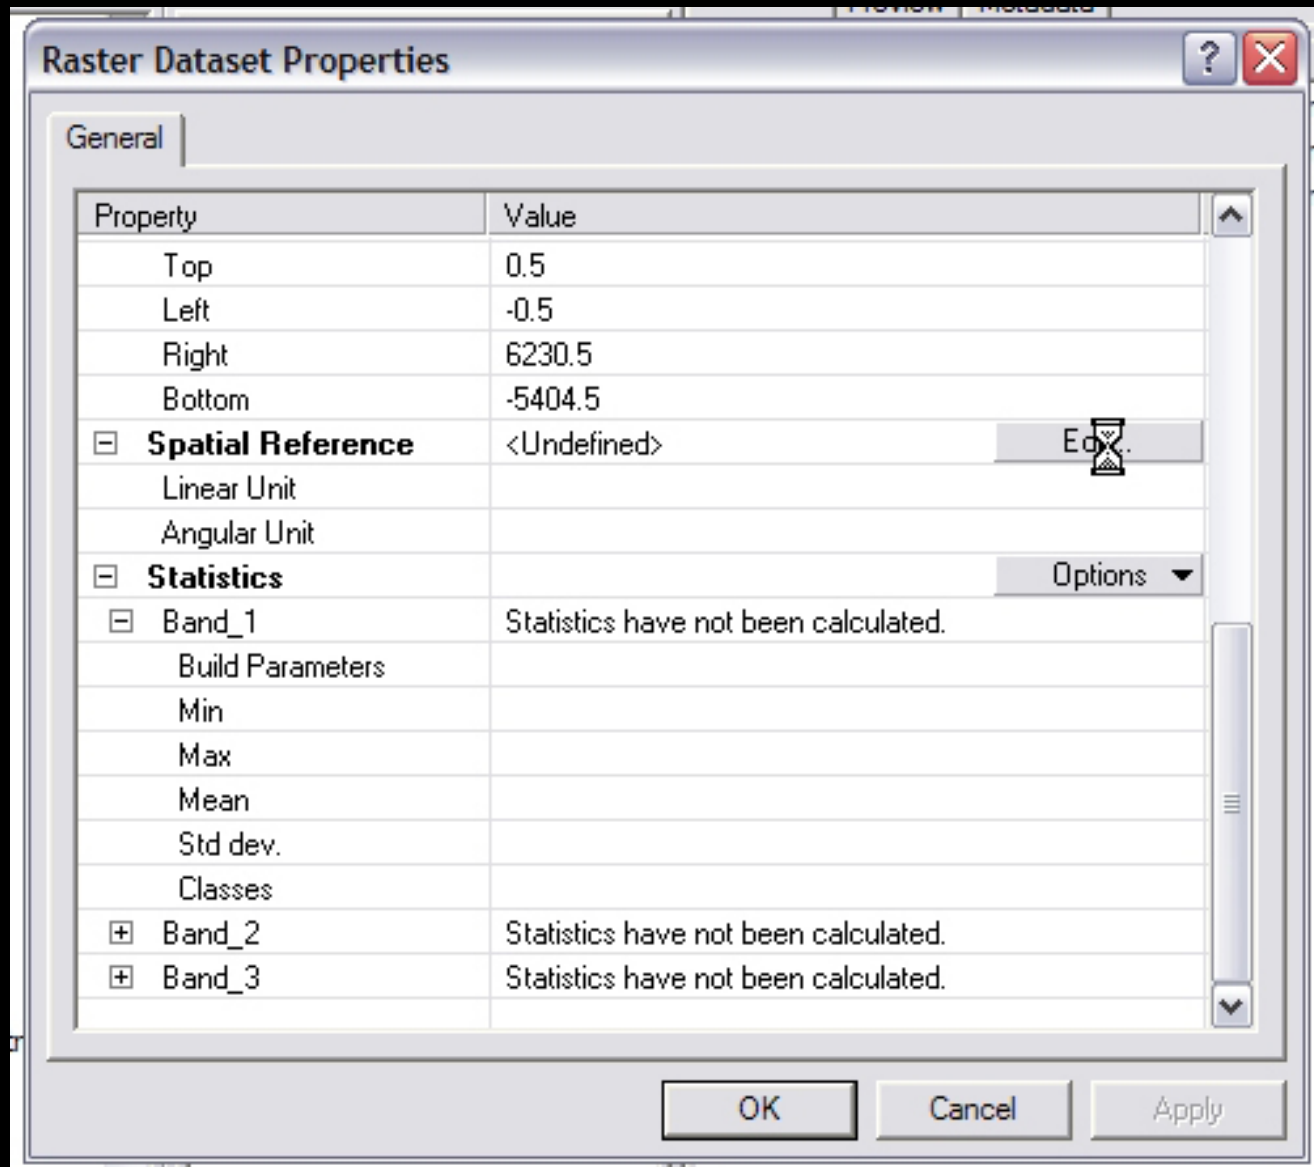 Preview Metadata
Raster Dataset Properties
General
Property Value
Top 0.5
Left -0.5
Right 6230.5
Bottom -5404.5
Spatial Reference <Undefined>
Linear Unit
Angular Unit
Statistics Options
Band_1 Statistics have not been calculated.
Build Parameters
Min
Max
Mean
Std dev.
Classes
Band_2 Statistics have not been calculated.
Band_3 Statistics have not been calculated.
OK Cancel Apply